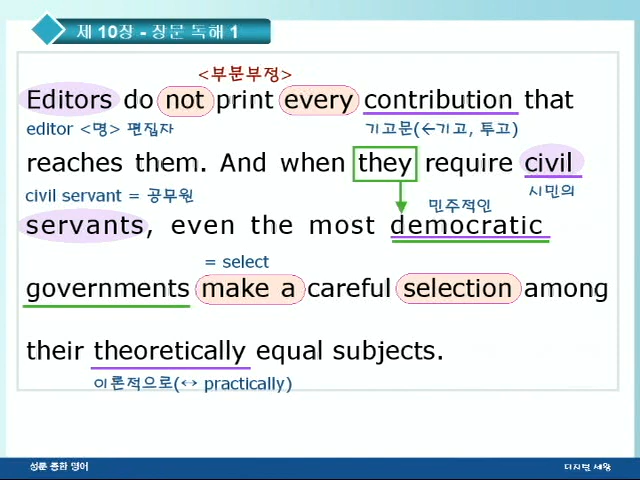 제 10장 - 장문 독해 1
<부분부정>
Editors do not print every contribution that
editor <명> 편집자 기고문(←기고, 투고)
reaches them. And when they require civil
civil servant = 공무원 민주적인 시민의
servants, even the most democratic
= select
governments make a careful selection among
their theoretically equal subjects.
이론적으로(↔ practically)
성문 종합 영어 디지털 세왕